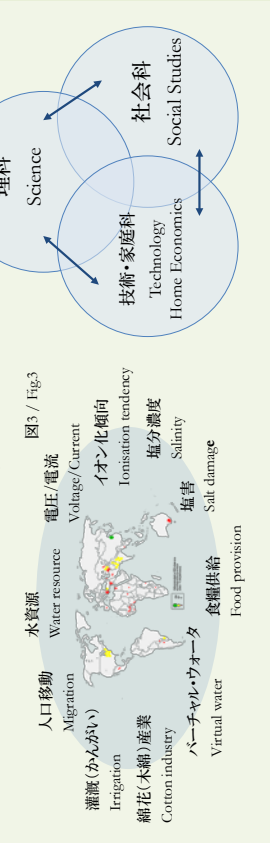 図3 / Fig.3
水資源
Water resource
人口移動
Migration
灌漑(かんがい)
Irrigation
綿花(木綿)産業
Cotton industry
バーチャル・ウォータ
Virtual water
食糧供給
Food provision
塩害
Salt damage
塩分濃度
Salinity
イオン化傾向
Ionisation tendency
電圧/電流
Voltage/Current
理科
Science
技術・家庭科
Technology
Home Economics
社会科
Social Studies